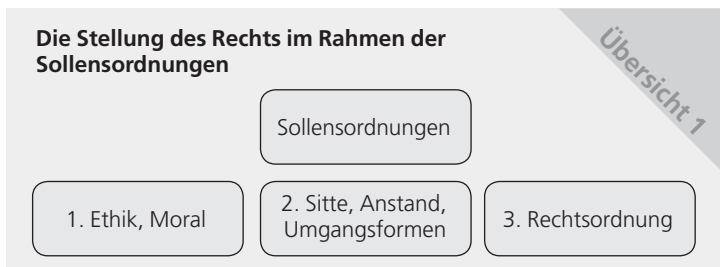 Die Stellung des Rechts im Rahmen der
Sollensordnungen
Übersicht 1
Sollensordnungen
1. Ethik, Moral
2. Sitte, Anstand,
Umgangsformen
3. Rechtsordnung